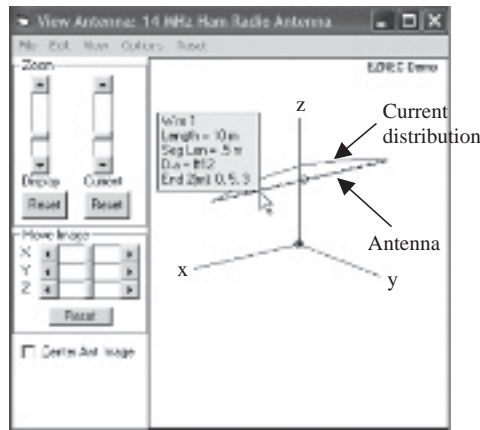 View Antenna: 14 MHz Ham Radio Antenna
File Edit View Options Reset
Zoom
Display Current
Reset Reset
Move Image
X
Y
Z
Reset
Center Ant Image
EZNEC Demo
Wire 1
Length = 10 m
Seg Len = .5 m
Dia = #12
End 2(m) 0, 5, 3
z
x
y
Current
distribution
Antenna